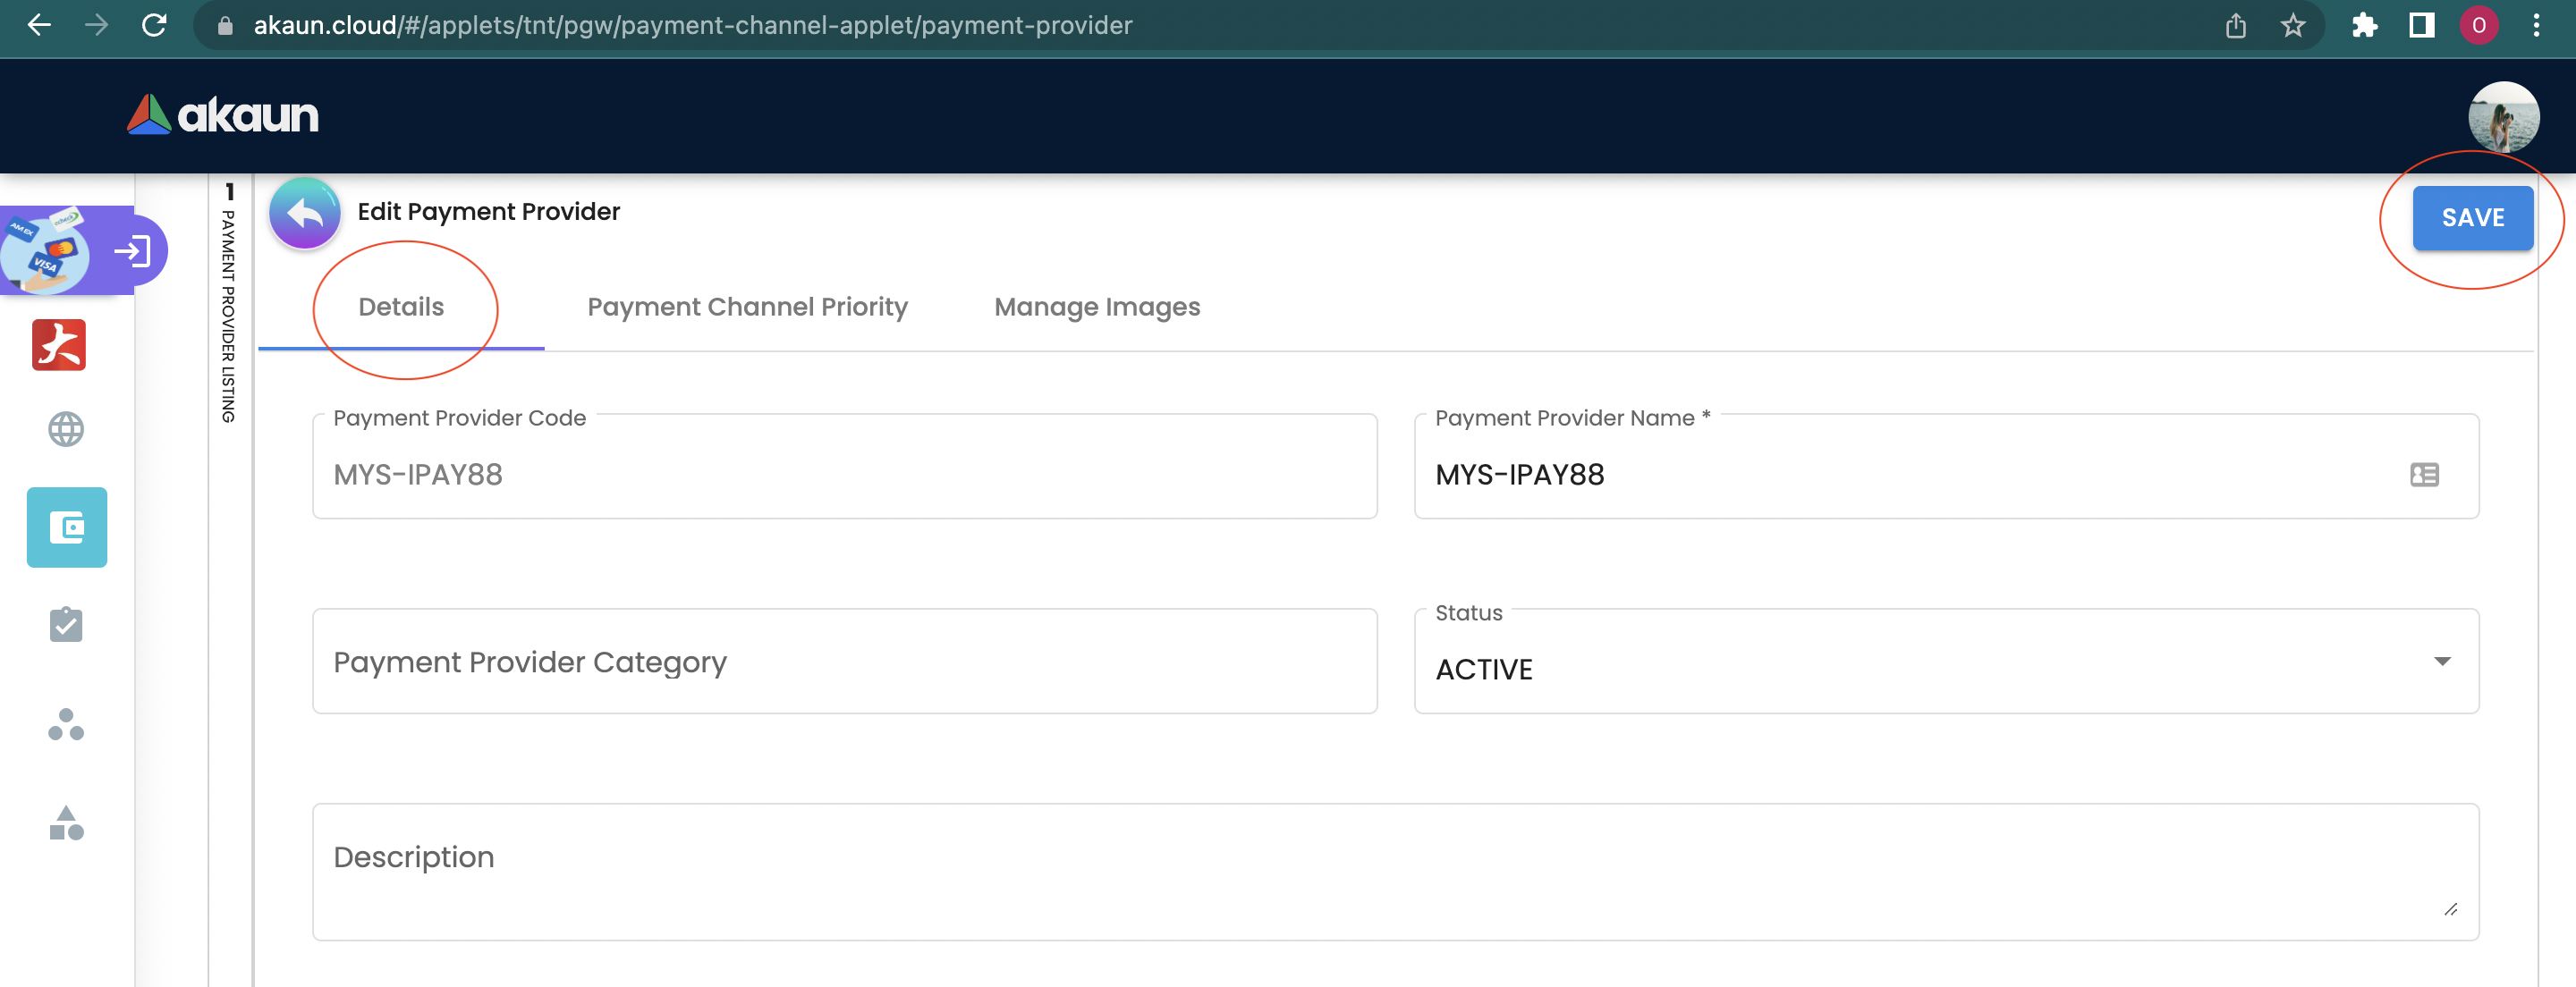 akaun.cloud/#/applets/tnt/pgw/payment-channel-applet/payment-provider
O
akaun
1 PAYMENT PROVIDER LISTING
Edit Payment Provider
SAVE
AMEX
VISA
Details
Payment Channel Priority
Manage Images
大
Payment Provider Code
MYS-IPAY88
Payment Provider Name *
MYS-IPAY88
Payment Provider Category
Status
ACTIVE
Description